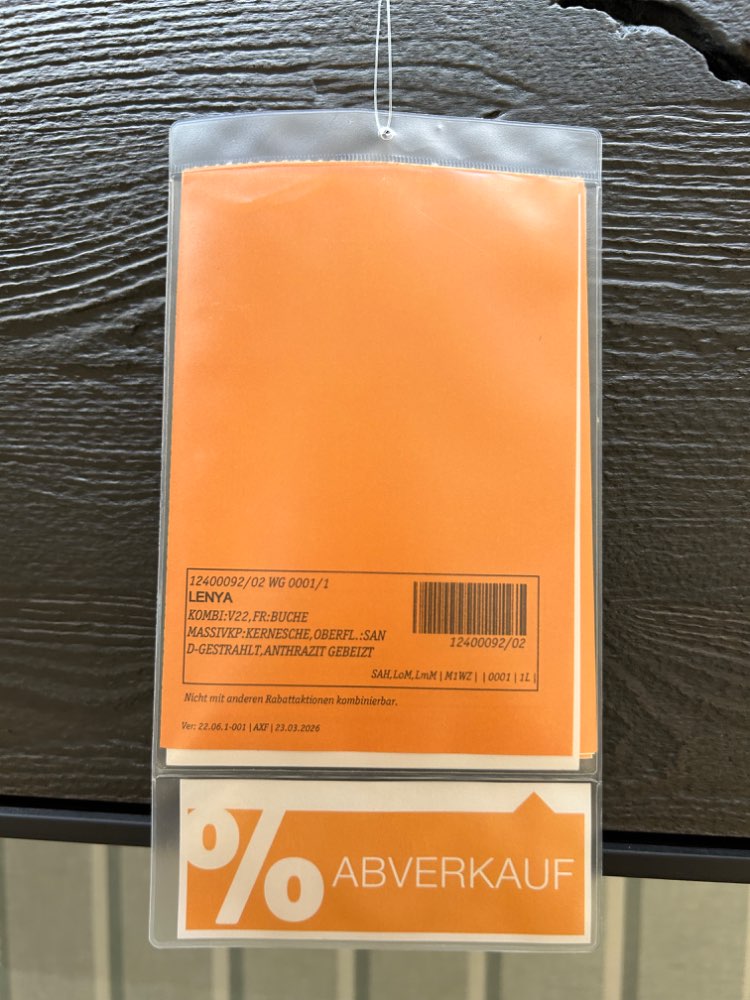 12400092/02 WG 0001/1
LENYA
KOMBI:V22,FR:BUCHE
MASSIVKP:KERNESCHE,OBERFL.:SAN
D-GESTRAHLT,ANTHRAZIT GEBEIZT
12400092/02
SAH,LoM,LmM | M1WZ | | 0001 | 1L |
Nicht mit anderen Rabattaktionen kombinierbar.
Ver: 22.06.1-001 | AXF | 23.03.2026
% ABVERKAUF